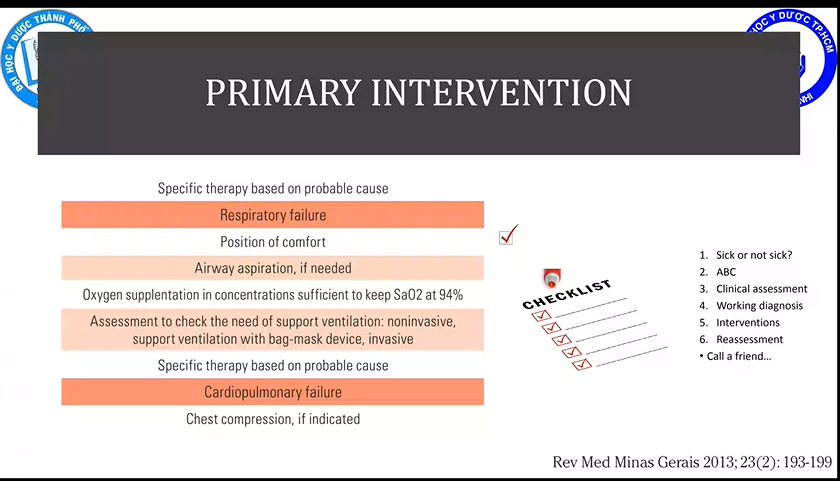 ĐẠI HỌC Y DƯỢC THÀNH PHỐ
HỌC Y DƯỢC TP.HCM
PRIMARY INTERVENTION
Specific therapy based on probable cause
Respiratory failure
Position of comfort
Airway aspiration, if needed
Oxygen supplentation in concentrations sufficient to keep SaO2 at 94%
Assessment to check the need of support ventilation: noninvasive,
support ventilation with bag-mask device, invasive
Specific therapy based on probable cause
Cardiopulmonary failure
Chest compression, if indicated
CHECKLIST
1. Sick or not sick?
2. ABC
3. Clinical assessment
4. Working diagnosis
5. Interventions
6. Reassessment
• Call a friend...
Rev Med Minas Gerais 2013; 23(2): 193-199